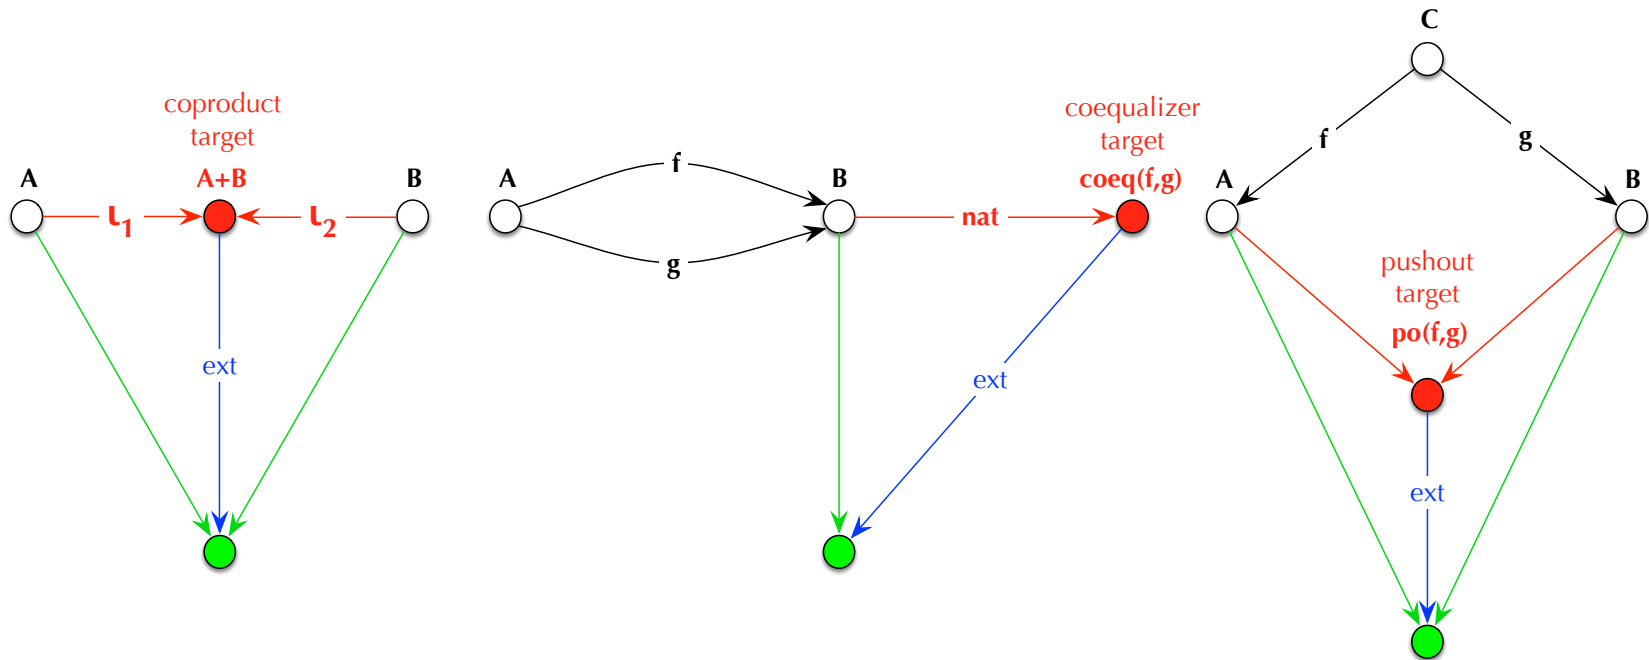 coproduct
target
A
A+B
B
ι1
ι2
ext
A
f
g
B
nat
coequalizer
target
coeq(f,g)
ext
C
f
g
A
B
pushout
target
po(f,g)
ext